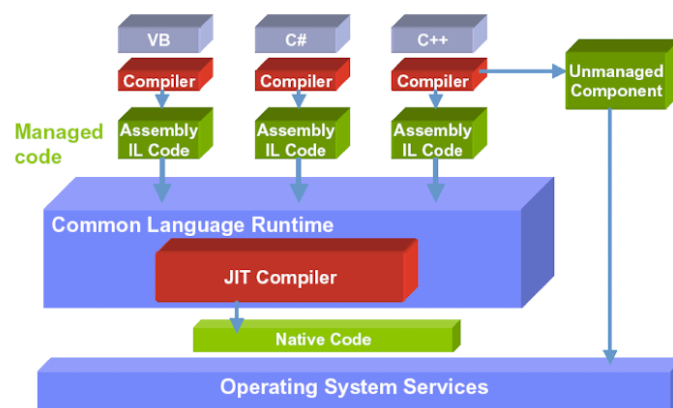 VB
C#
C++
Compiler
Compiler
Compiler
Unmanaged
Component
Managed
code
Assembly
IL Code
Assembly
IL Code
Assembly
IL Code
Common Language Runtime
JIT Compiler
Native Code
Operating System Services